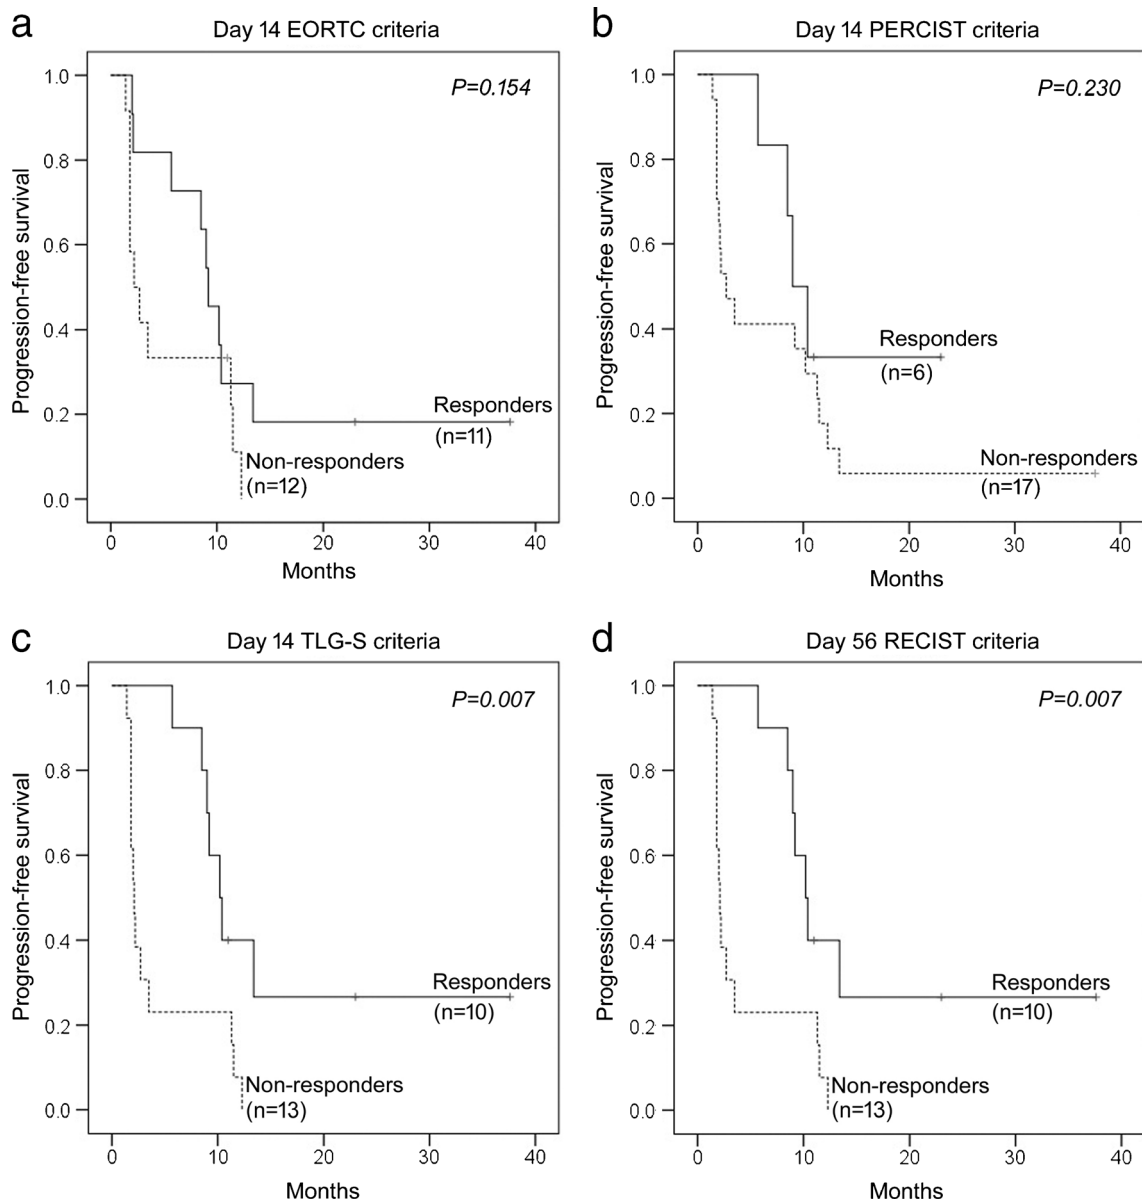 a
Day 14 EORTC criteria
P=0.154
Progression-free survival
1.0
0.8
0.6
0.4
0.2
0.0
Responders
(n=11)
Non-responders
(n=12)
0 10 20 30 40
Months
b
Day 14 PERCIST criteria
P=0.230
Progression-free survival
1.0
0.8
0.6
0.4
0.2
0.0
Responders
(n=6)
Non-responders
(n=17)
0 10 20 30 40
Months
c
Day 14 TLG-S criteria
P=0.007
Progression-free survival
1.0
0.8
0.6
0.4
0.2
0.0
Responders
(n=10)
Non-responders
(n=13)
0 10 20 30 40
Months
d
Day 56 RECIST criteria
P=0.007
Progression-free survival
1.0
0.8
0.6
0.4
0.2
0.0
Responders
(n=10)
Non-responders
(n=13)
0 10 20 30 40
Months